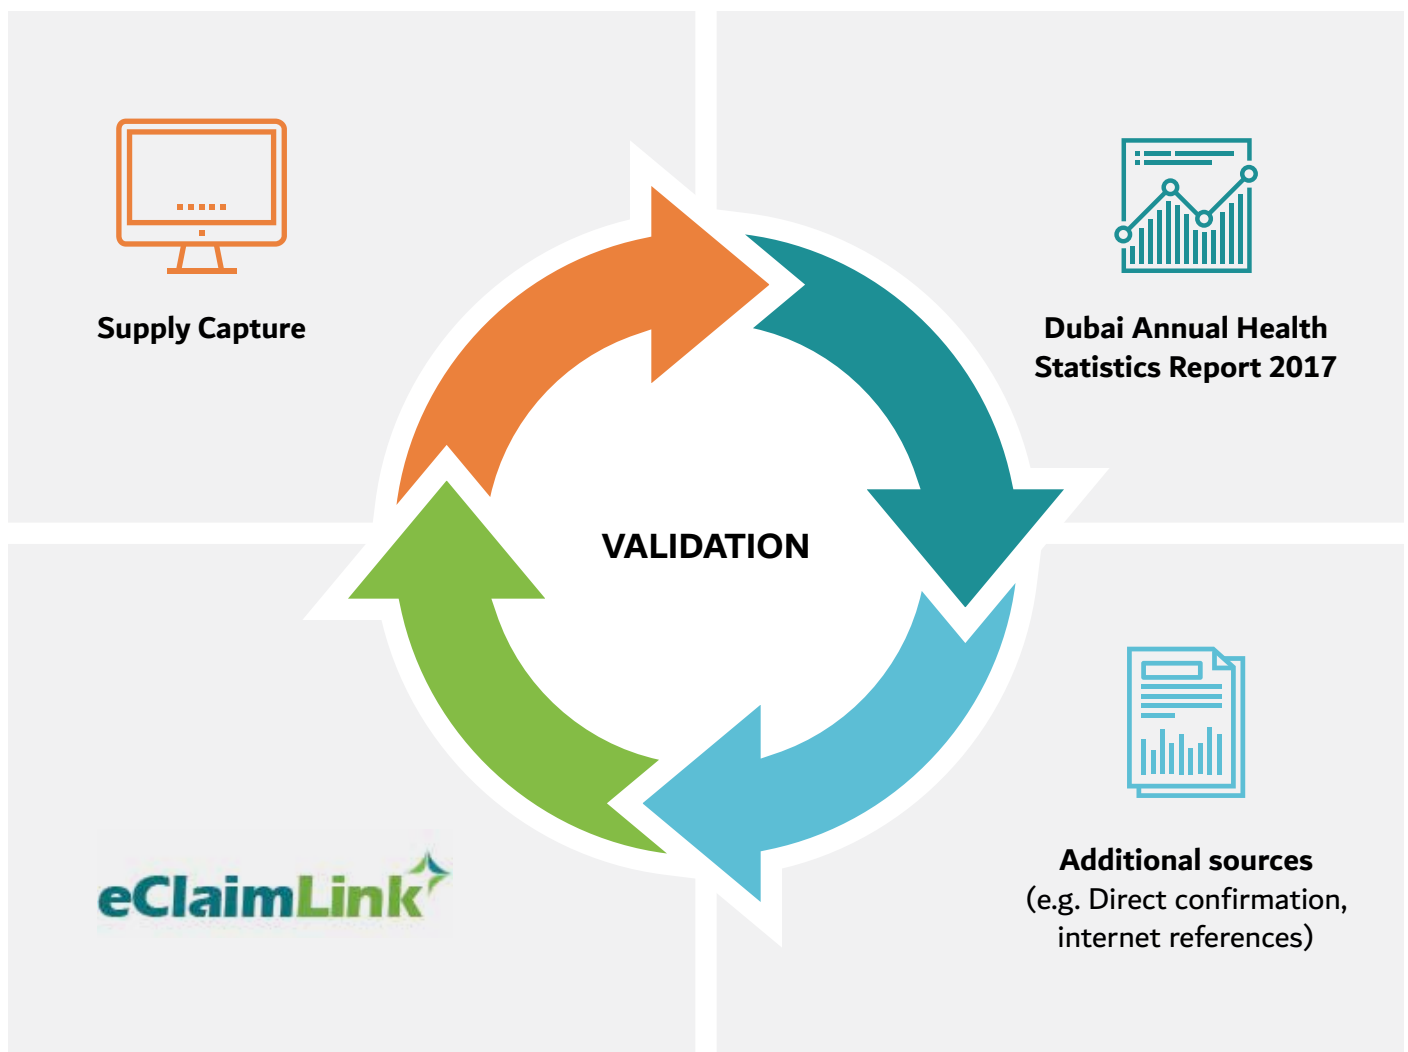 Supply Capture
Dubai Annual Health
Statistics Report 2017
VALIDATION
eClaimLink
Additional sources
(e.g. Direct confirmation,
internet references)